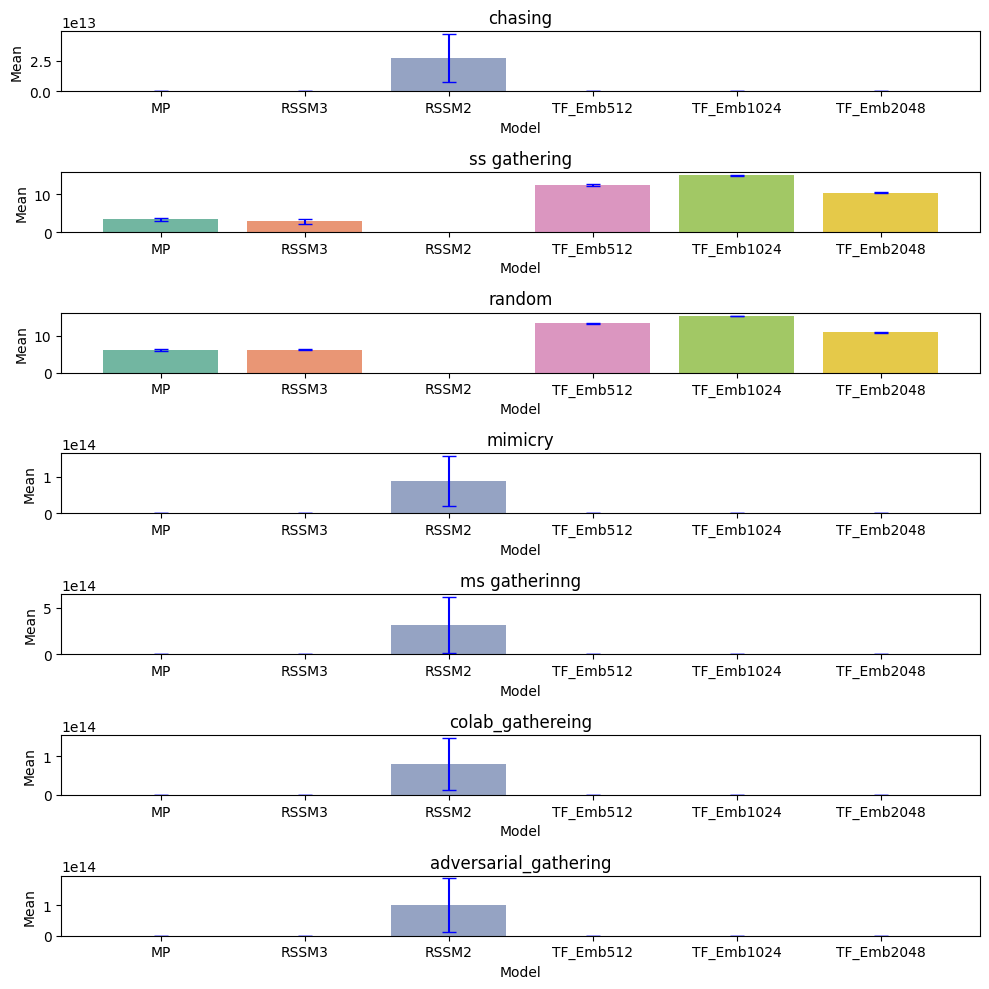 chasing
1e13
Mean
2.5
0.0
MP RSSM3 RSSM2 TF_Emb512 TF_Emb1024 TF_Emb2048
Model
ss gathering
Mean
10
0
MP RSSM3 RSSM2 TF_Emb512 TF_Emb1024 TF_Emb2048
Model
random
Mean
10
0
MP RSSM3 RSSM2 TF_Emb512 TF_Emb1024 TF_Emb2048
Model
mimicry
1e14
Mean
1
0
MP RSSM3 RSSM2 TF_Emb512 TF_Emb1024 TF_Emb2048
Model
ms gatherinng
1e14
Mean
5
0
MP RSSM3 RSSM2 TF_Emb512 TF_Emb1024 TF_Emb2048
Model
colab_gathereing
1e14
Mean
1
0
MP RSSM3 RSSM2 TF_Emb512 TF_Emb1024 TF_Emb2048
Model
adversarial_gathering
1e14
Mean
1
0
MP RSSM3 RSSM2 TF_Emb512 TF_Emb1024 TF_Emb2048
Model